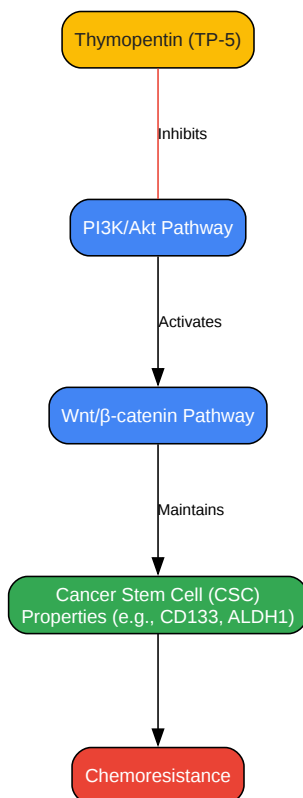 Thymopentin (TP-5)
Inhibits
PI3K/Akt Pathway
Activates
Wnt/β-catenin Pathway
Maintains
Cancer Stem Cell (CSC)
Properties (e.g., CD133, ALDH1)
Chemoresistance